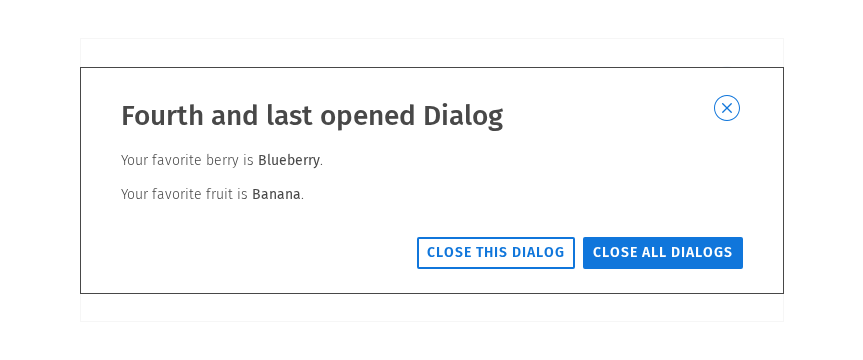 Fourth and last opened Dialog
Your favorite berry is Blueberry.
Your favorite fruit is Banana.
CLOSE THIS DIALOG CLOSE ALL DIALOGS